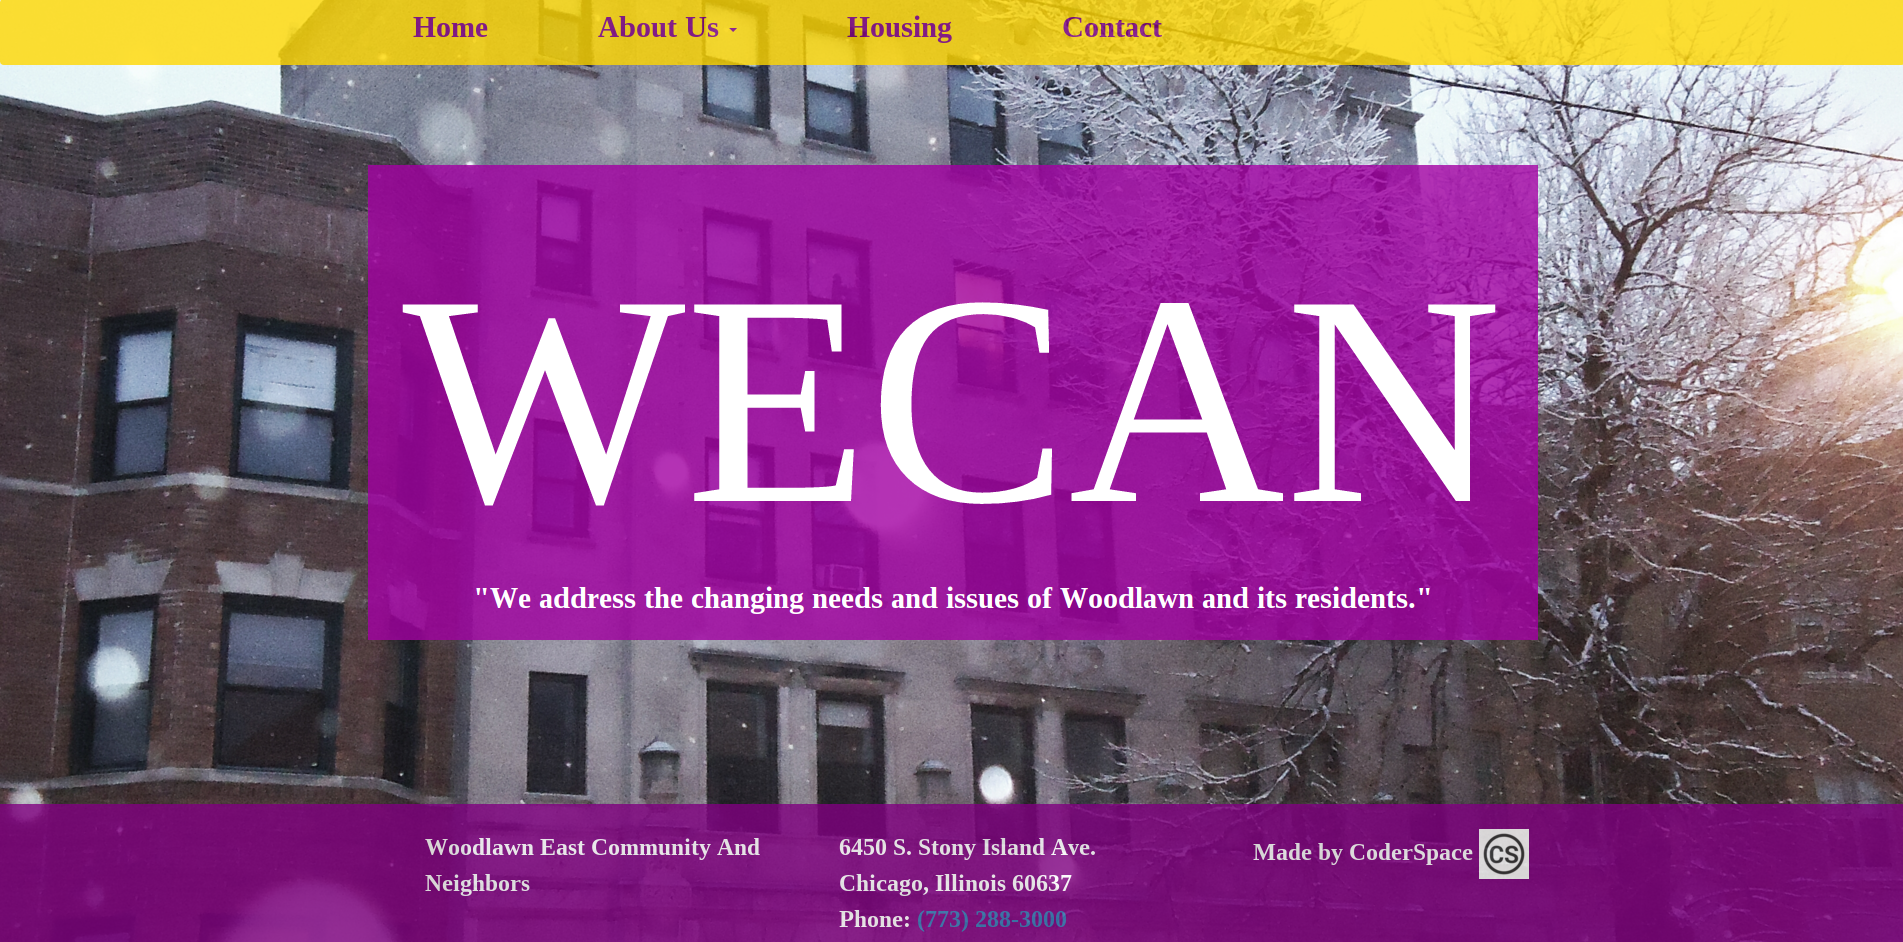 Home About Us Housing Contact
WECAN
"We address the changing needs and issues of Woodlawn and its residents."
Woodlawn East Community And
Neighbors
6450 S. Stony Island Ave.
Chicago, Illinois 60637
Phone: (773) 288-3000
Made by CoderSpace CS